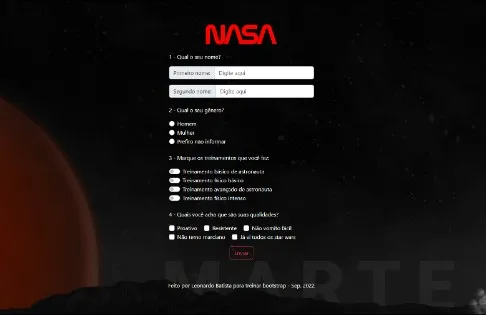 NASA
1 - Qual o seu nome?
Primeiro nome: Digite aqui
Segundo nome: Digite aqui
2 - Qual o seu gênero?
Homem
Mulher
Prefiro não informar
3 - Marque os treinamentos que você fez:
Treinamento básico de astronauta
Treinamento físico básico
Treinamento avançado de astronauta
Treinamento físico intenso
4 - Quais você acha que são suas qualidades?
Proativo Resistente Não vomito fácil
Não temo marciano Já vi todos os star wars
Enviar
MARTE
Feito por Leonardo Batista para treinar bootstrap - Sep, 2022